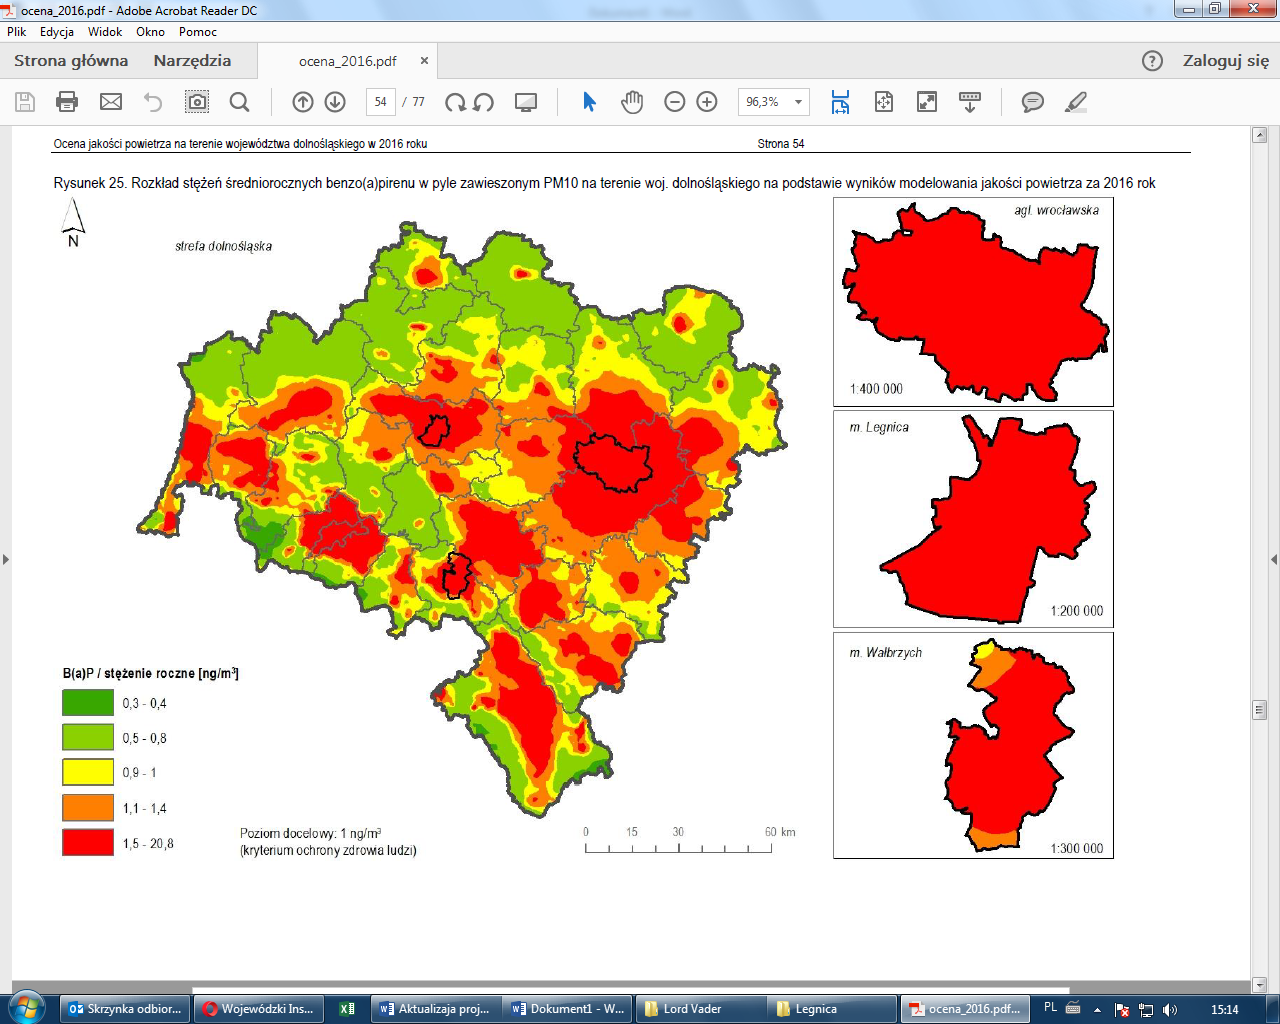 ocena_2016.pdf - Adobe Acrobat Reader DC
Plik Edycja Widok Okno Pomoc
Strona główna Narzędzia ocena_2016.pdf × ? Zaloguj się
54 / 77 96,3%
Ocena jakości powietrza na terenie województwa dolnośląskiego w 2016 roku Strona 54
Rysunek 25. Rozkład stężeń średniorocznych benzo(a)pirenu w pyle zawieszonym PM10 na terenie woj. dolnośląskiego na podstawie wyników modelowania jakości powietrza za 2016 rok
N
strefa dolnośląska
agl. wrocławska
1:400 000
m. Legnica
1:200 000
m. Wałbrzych
1:300 000
B(a)P / stężenie roczne [ng/m³]
0,3 - 0,4
0,5 - 0,8
0,9 - 1
1,1 - 1,4
1,5 - 20,8
Poziom docelowy: 1 ng/m³
(kryterium ochrony zdrowia ludzi)
0 15 30 60 km
Skrzynka odbior... Wojewódzki Ins... Aktualizaja proj... Dokument1 - W... Lord Vader Legnica ocena_2016.pdf... PL 15:14